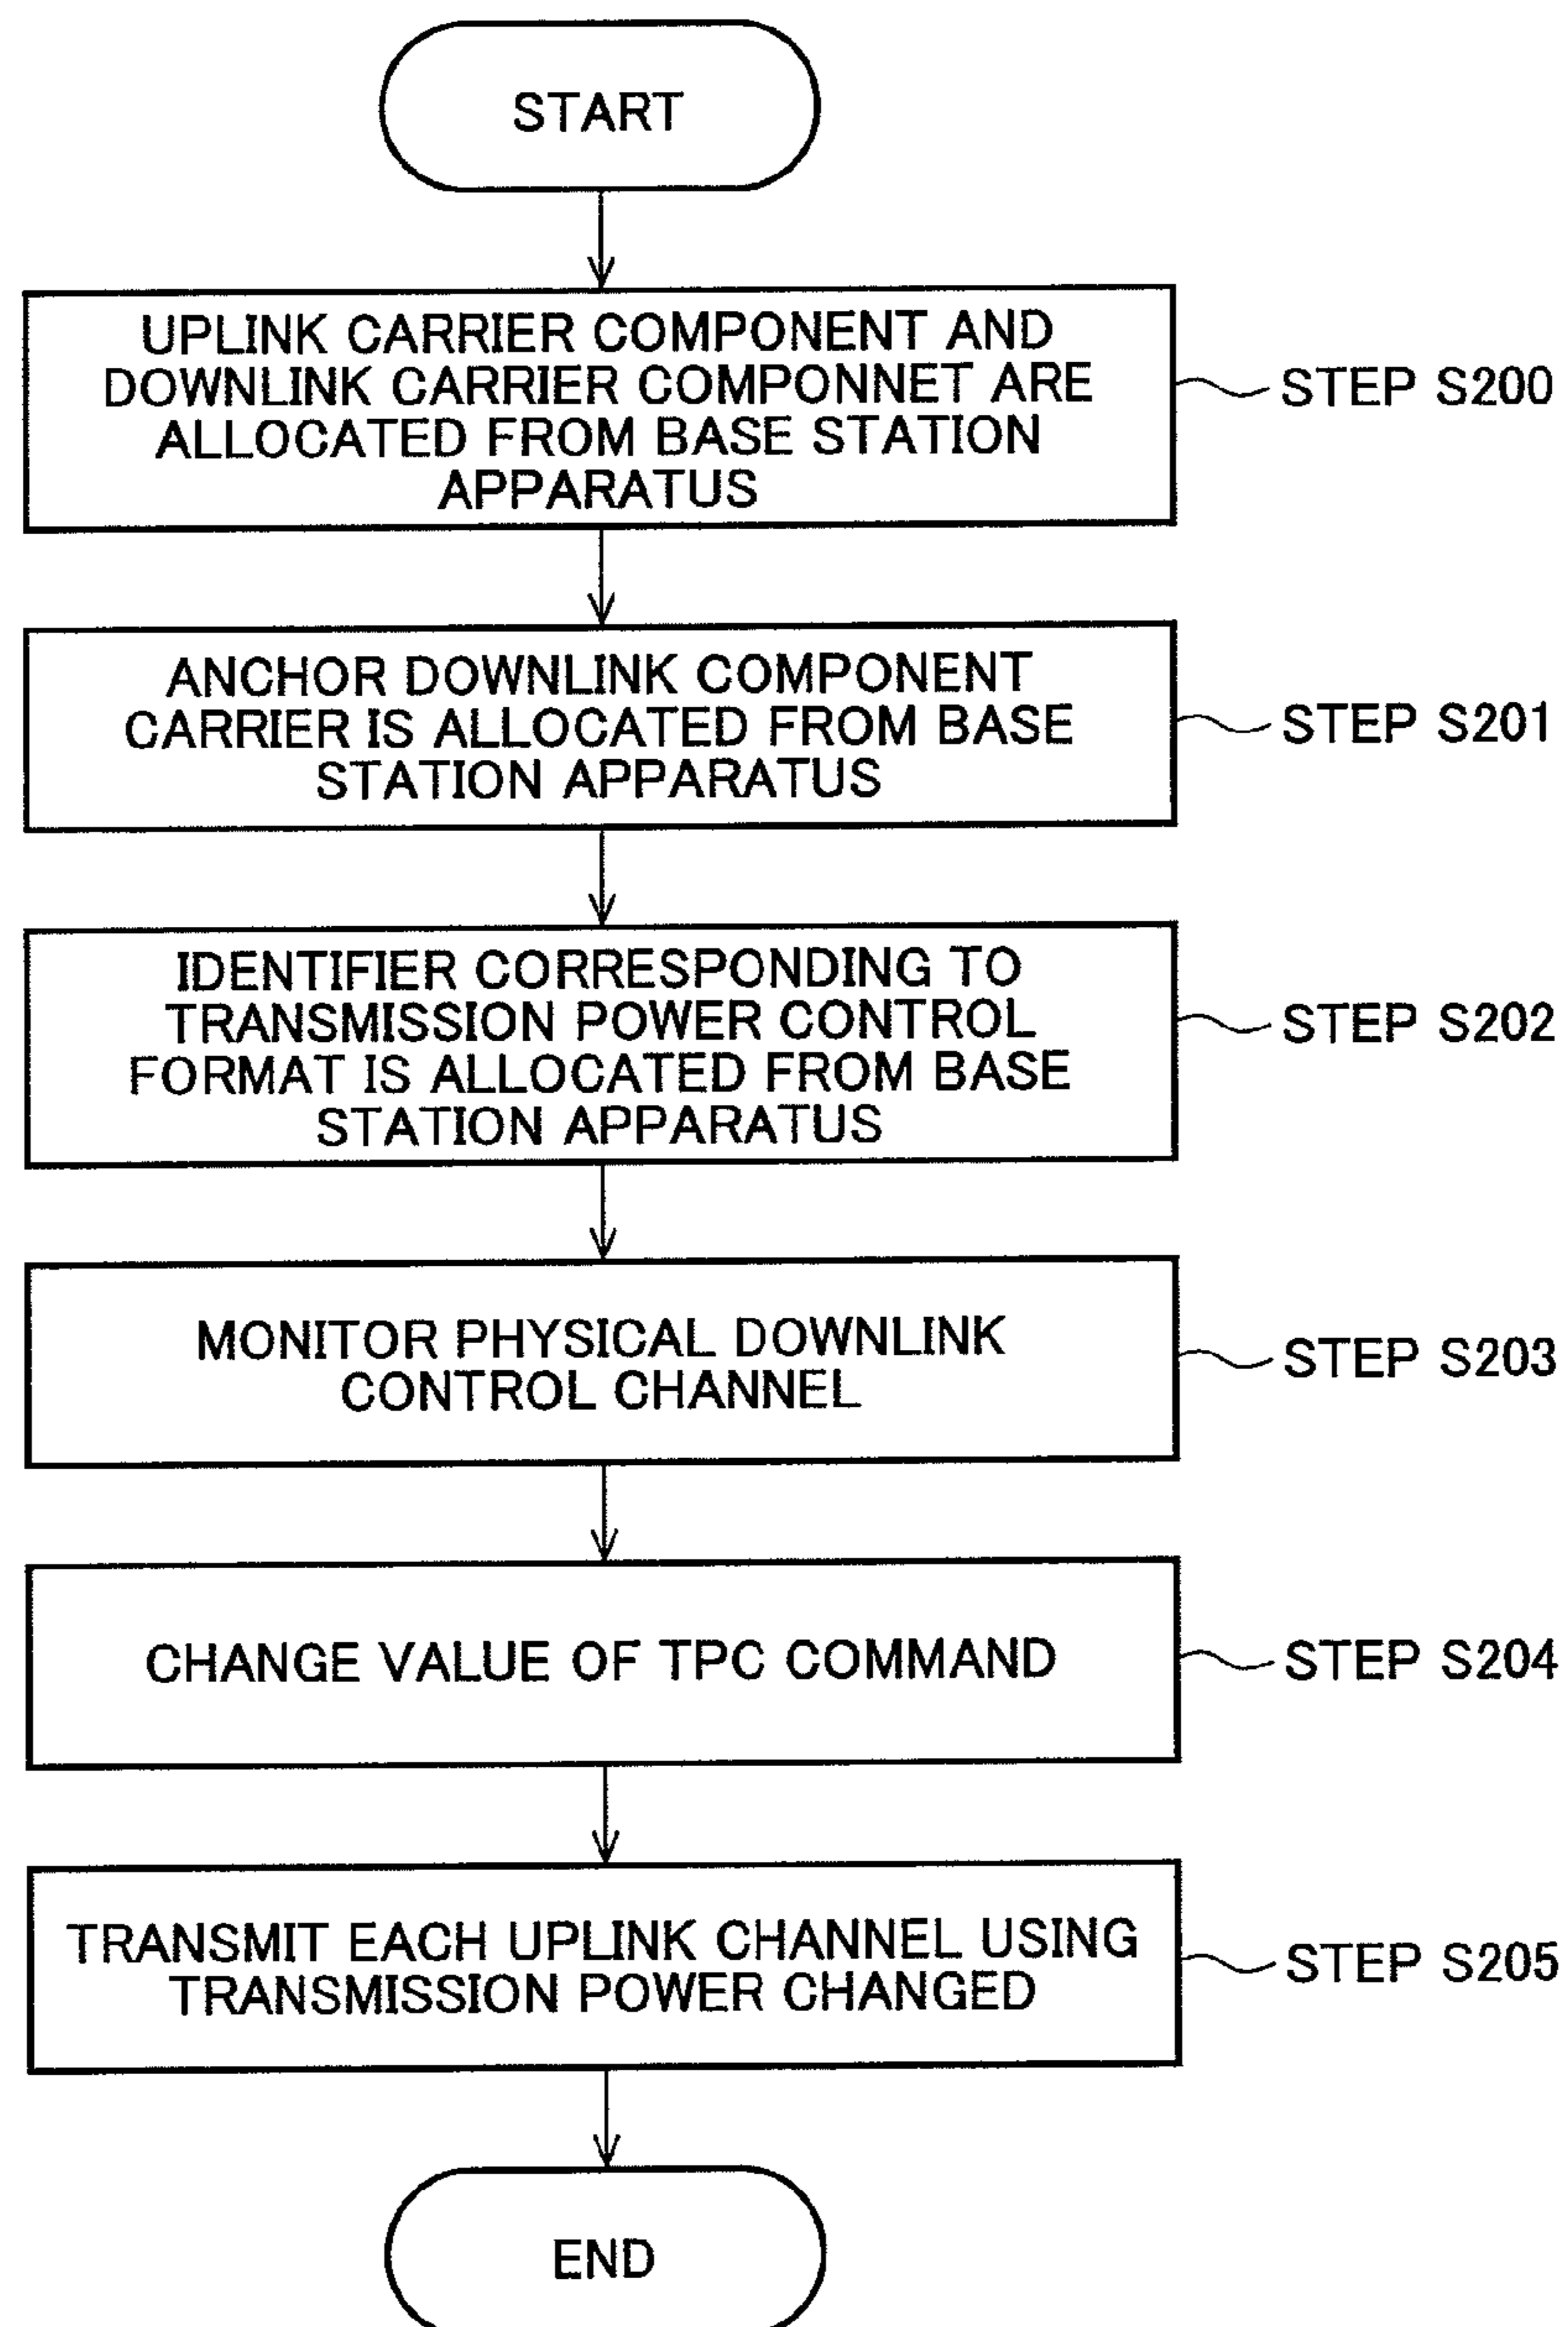 START
UPLINK CARRIER COMPONENT AND
DOWNLINK CARRIER COMPONNET ARE
ALLOCATED FROM BASE STATION
APPARATUS
STEP S200
ANCHOR DOWNLINK COMPONENT
CARRIER IS ALLOCATED FROM BASE
STATION APPARATUS
STEP S201
IDENTIFIER CORRESPONDING TO
TRANSMISSION POWER CONTROL
FORMAT IS ALLOCATED FROM BASE
STATION APPARATUS
STEP S202
MONITOR PHYSICAL DOWNLINK
CONTROL CHANNEL
STEP S203
CHANGE VALUE OF TPC COMMAND
STEP S204
TRANSMIT EACH UPLINK CHANNEL USING
TRANSMISSION POWER CHANGED
STEP S205
END